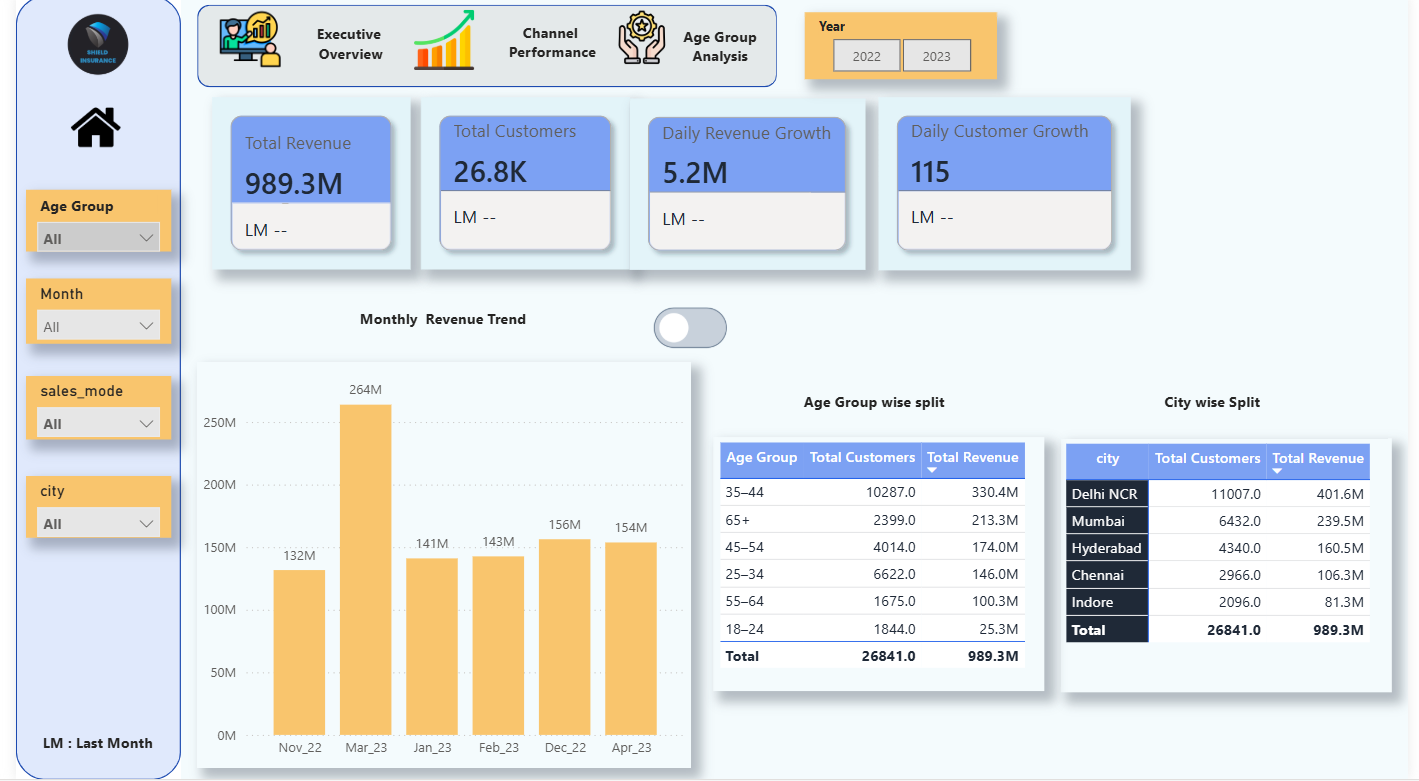 SHIELD
INSURANCE
Executive
Overview
Channel
Performance
Age Group
Analysis
Year
2022 2023
Total Revenue
989.3M
LM --
Total Customers
26.8K
LM --
Daily Revenue Growth
5.2M
LM --
Daily Customer Growth
115
LM --
Age Group
All
Month
All
sales_mode
All
city
All
LM : Last Month
Monthly Revenue Trend
250M
200M
150M
100M
50M
0M
132M
264M
141M
143M
156M
154M
Nov_22 Mar_23 Jan_23 Feb_23 Dec_22 Apr_23
Age Group wise split
Age Group Total Customers Total Revenue
35–44 10287.0 330.4M
65+ 2399.0 213.3M
45–54 4014.0 174.0M
25–34 6622.0 146.0M
55–64 1675.0 100.3M
18–24 1844.0 25.3M
Total 26841.0 989.3M
City wise Split
city Total Customers Total Revenue
Delhi NCR 11007.0 401.6M
Mumbai 6432.0 239.5M
Hyderabad 4340.0 160.5M
Chennai 2966.0 106.3M
Indore 2096.0 81.3M
Total 26841.0 989.3M